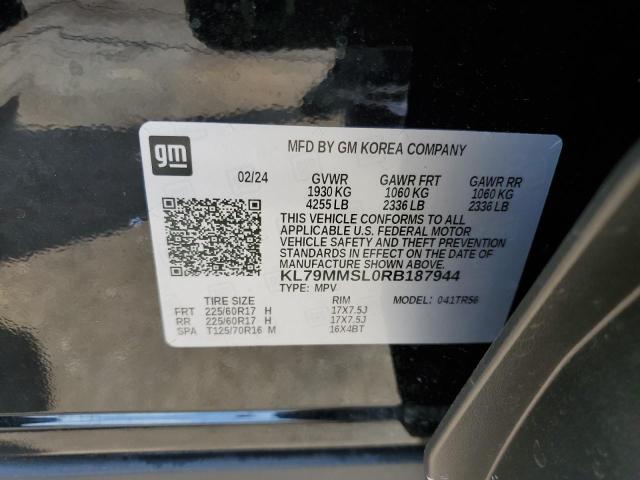 gm
MFD BY GM KOREA COMPANY
02/24 GVWR GAWR FRT GAWR RR
1930 KG 1060 KG 1060 KG
4255 LB 2336 LB 2336 LB
THIS VEHICLE CONFORMS TO ALL
APPLICABLE U.S. FEDERAL MOTOR
VEHICLE SAFETY AND THEFT PREVENTION
STANDARDS IN EFFECT ON THE DATE OF
MANUFACTURE SHOWN ABOVE.
KL79MMSL0RB187944
TYPE: MPV MODEL: 041TR56
TIRE SIZE RIM
FRT 225/60R17 H 17X7.5J
RR 225/60R17 H 17X7.5J
SPA T125/70R16 M 16X4BT